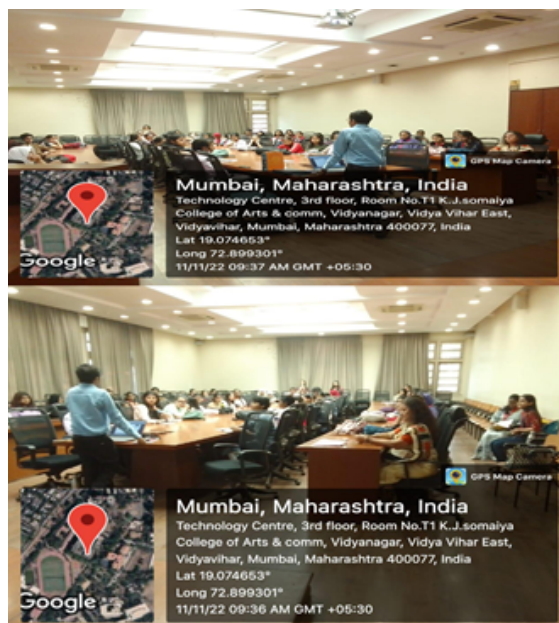 GPS Map Camera
Mumbai, Maharashtra, India
Technology Centre, 3rd floor, Room No.T1 K.J.somaiya
College of Arts & comm, Vidyanagar, Vidya Vihar East,
Vidyavihar, Mumbai, Maharashtra 400077, India
Lat 19.074653°
Long 72.899301°
11/11/22 09:37 AM GMT +05:30
Google
GPS Map Camera
Mumbai, Maharashtra, India
Technology Centre, 3rd floor, Room No.T1 K.J.somaiya
College of Arts & comm, Vidyanagar, Vidya Vihar East,
Vidyavihar, Mumbai, Maharashtra 400077, India
Lat 19.074653°
Long 72.899301°
11/11/22 09:36 AM GMT +05:30
Google